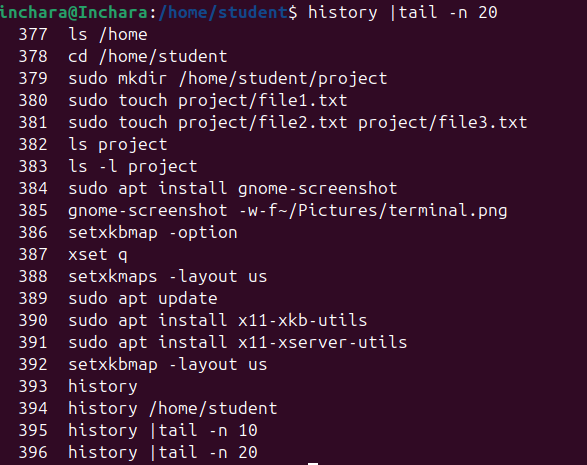 inchara@Inchara:/home/student$ history |tail -n 20
377 ls /home
378 cd /home/student
379 sudo mkdir /home/student/project
380 sudo touch project/file1.txt
381 sudo touch project/file2.txt project/file3.txt
382 ls project
383 ls -l project
384 sudo apt install gnome-screenshot
385 gnome-screenshot -w-f~/Pictures/terminal.png
386 setxkbmap -option
387 xset q
388 setxkmaps -layout us
389 sudo apt update
390 sudo apt install x11-xkb-utils
391 sudo apt install x11-xserver-utils
392 setxkbmap -layout us
393 history
394 history /home/student
395 history |tail -n 10
396 history |tail -n 20